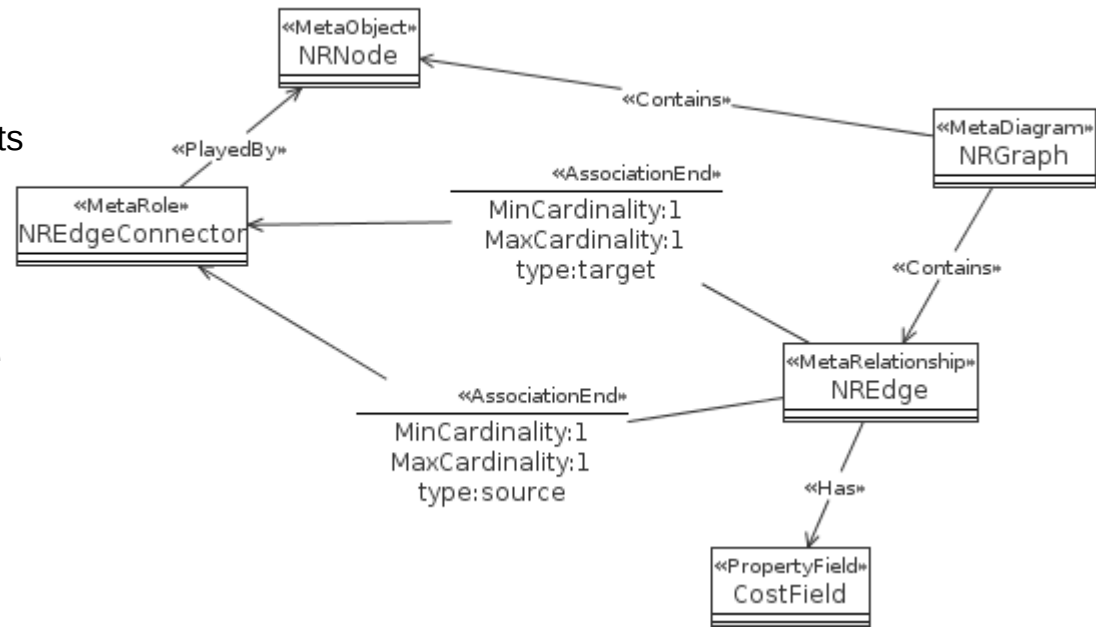 «MetaObject»
NRNode
«Contains»
ts
«PlayedBy»
«MetaDiagram»
NRGraph
«AssociationEnd»
MinCardinality:1
MaxCardinality:1
type:target
«MetaRole»
NREdgeConnector
«Contains»
«MetaRelationship»
NREdge
«AssociationEnd»
MinCardinality:1
MaxCardinality:1
type:source
«Has»
«PropertyField»
CostField